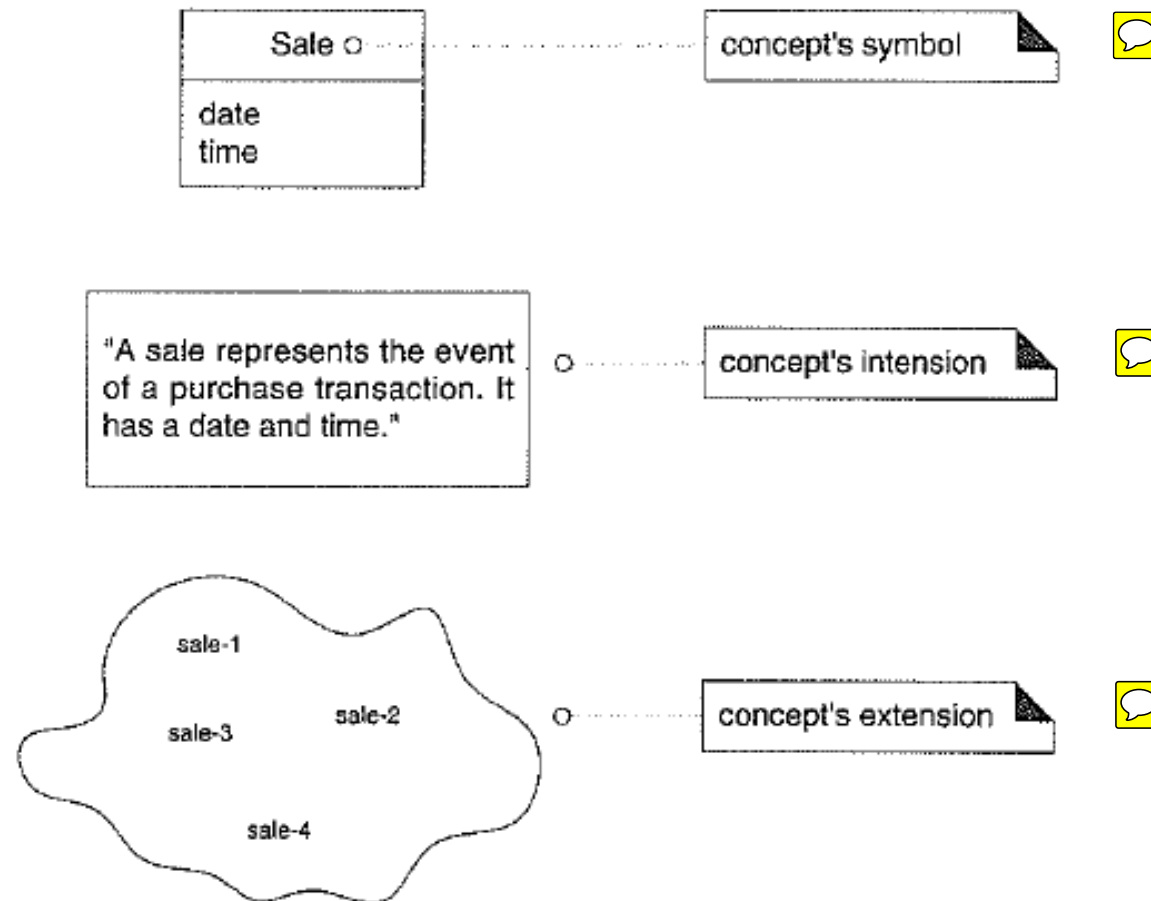 Sale
concept's symbol
date
time
"A sale represents the event
of a purchase transaction. It
has a date and time."
concept's intension
sale-1
sale-2
sale-3
concept's extension
sale-4